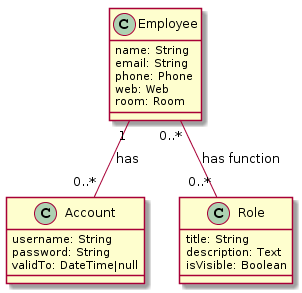 C Employee
name: String
email: String
phone: Phone
web: Web
room: Room
1
0..*
has
has function
0..*
0..*
C Account
username: String
password: String
validTo: DateTime|null
C Role
title: String
description: Text
isVisible: Boolean